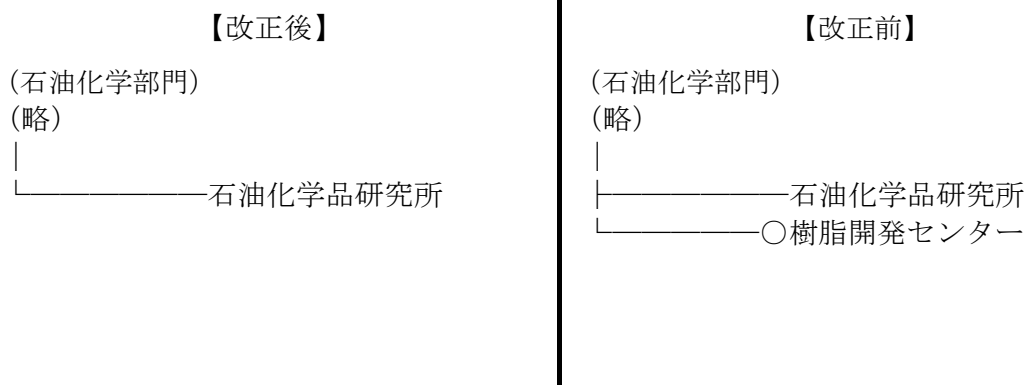 【改正後】
(石油化学部門)
(略)
│
└──────石油化学品研究所
【改正前】
(石油化学部門)
(略)
│
├──────石油化学品研究所
└─────○樹脂開発センター